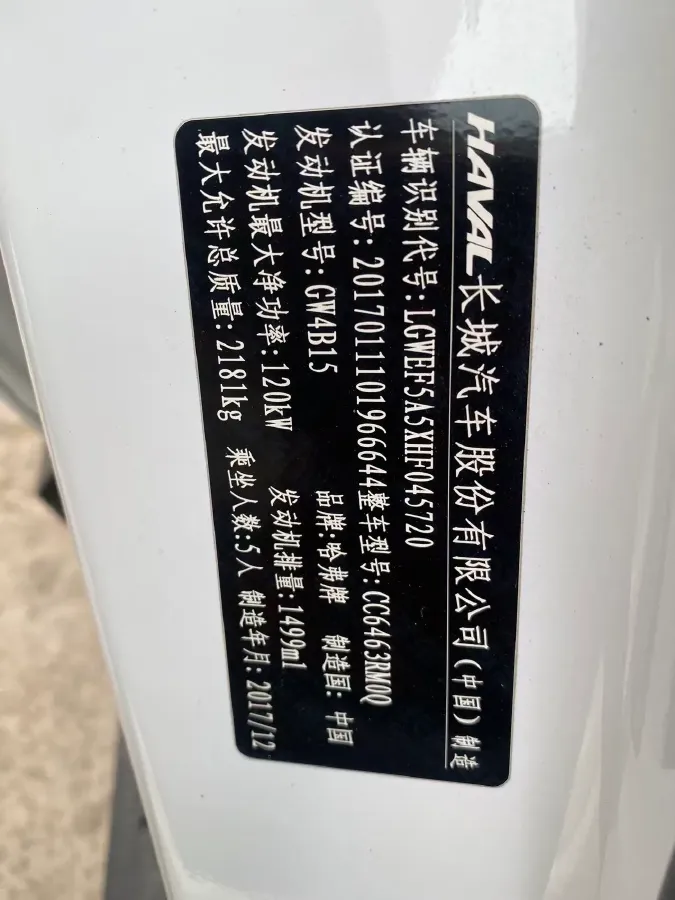 HAVAL长城汽车股份有限公司(中国)制造
车辆识别代号:LGWEF5A5XHF045720
认证编号:2017011101966644整车型号:CC6463RM0Q
发动机型号:GW4B15 品牌:哈弗牌 制造国:中国
发动机最大净功率:120kW 发动机排量:1499ml
最大允许总质量:2181kg 乘坐人数:5人 制造年月:2017/12